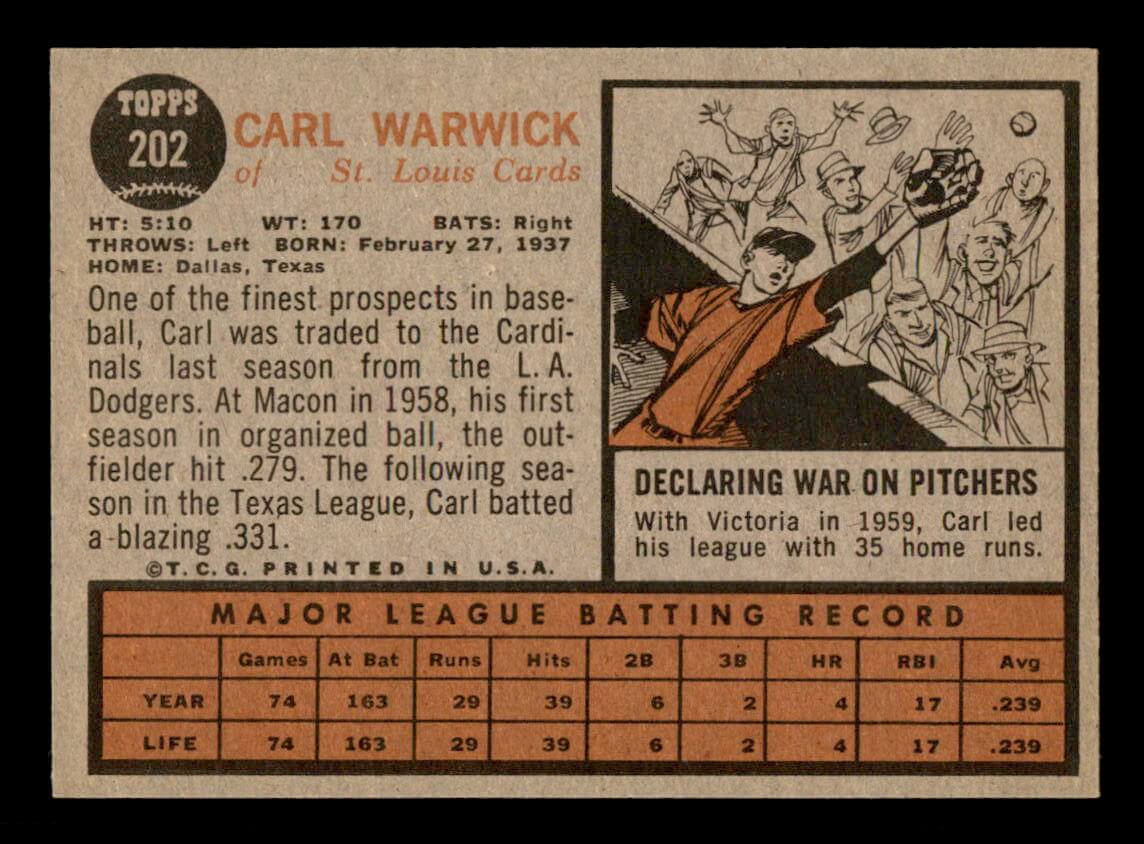 TOPPS
202
CARL WARWICK
of St. Louis Cards
HT: 5:10 WT: 170 BATS: Right
THROWS: Left BORN: February 27, 1937
HOME: Dallas, Texas
One of the finest prospects in base-
ball, Carl was traded to the Cardi-
nals last season from the L.A.
Dodgers. At Macon in 1958, his first
season in organized ball, the out-
fielder hit .279. The following sea-
son in the Texas League, Carl batted
a blazing .331.
©T.C.G. PRINTED IN U.S.A.
DECLARING WAR ON PITCHERS
With Victoria in 1959, Carl led
his league with 35 home runs.
MAJOR LEAGUE BATTING RECORD
Games At Bat Runs Hits 2B 3B HR RBI Avg
YEAR 74 163 29 39 6 2 4 17 .239
LIFE 74 163 29 39 6 2 4 17 .239